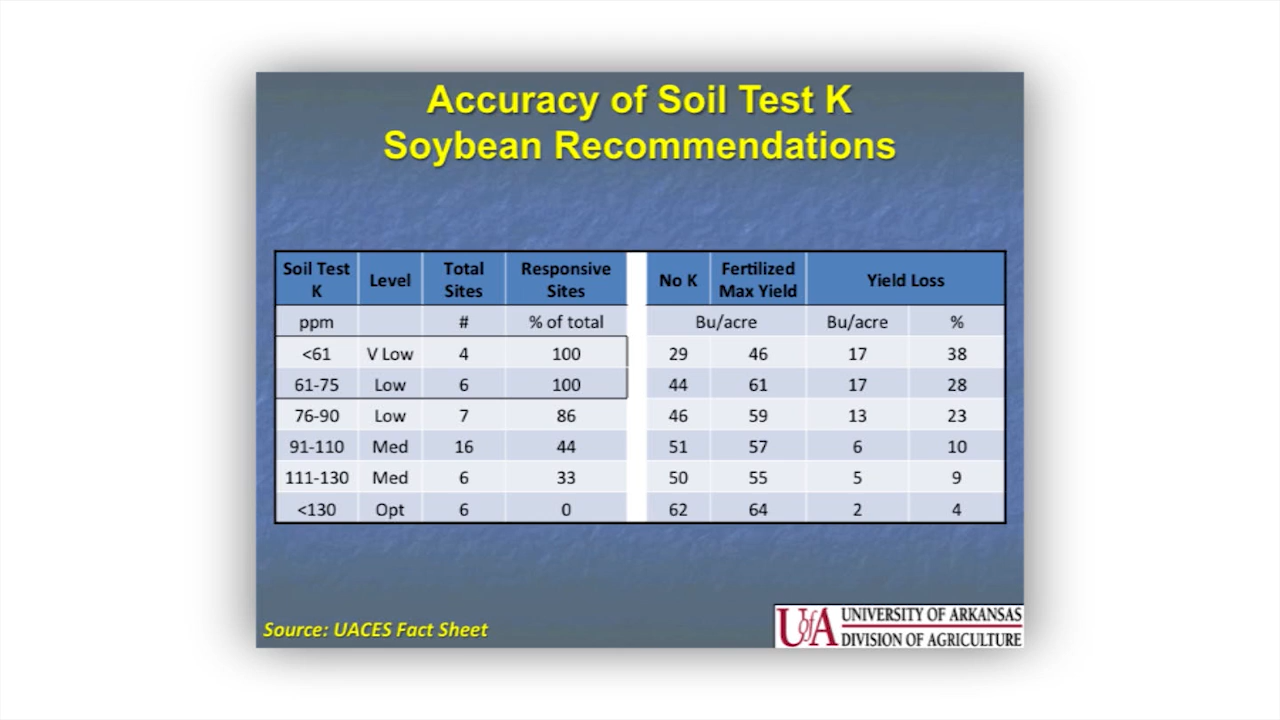 Accuracy of Soil Test K
Soybean Recommendations
Soil Test K Level Total Sites Responsive Sites No K Fertilized Max Yield Yield Loss
ppm # % of total Bu/acre Bu/acre %
<61 V Low 4 100 29 46 17 38
61-75 Low 6 100 44 61 17 28
76-90 Low 7 86 46 59 13 23
91-110 Med 16 44 51 57 6 10
111-130 Med 6 33 50 55 5 9
<130 Opt 6 0 62 64 2 4
Source: UACES Fact Sheet
UofA UNIVERSITY OF ARKANSAS
DIVISION OF AGRICULTURE